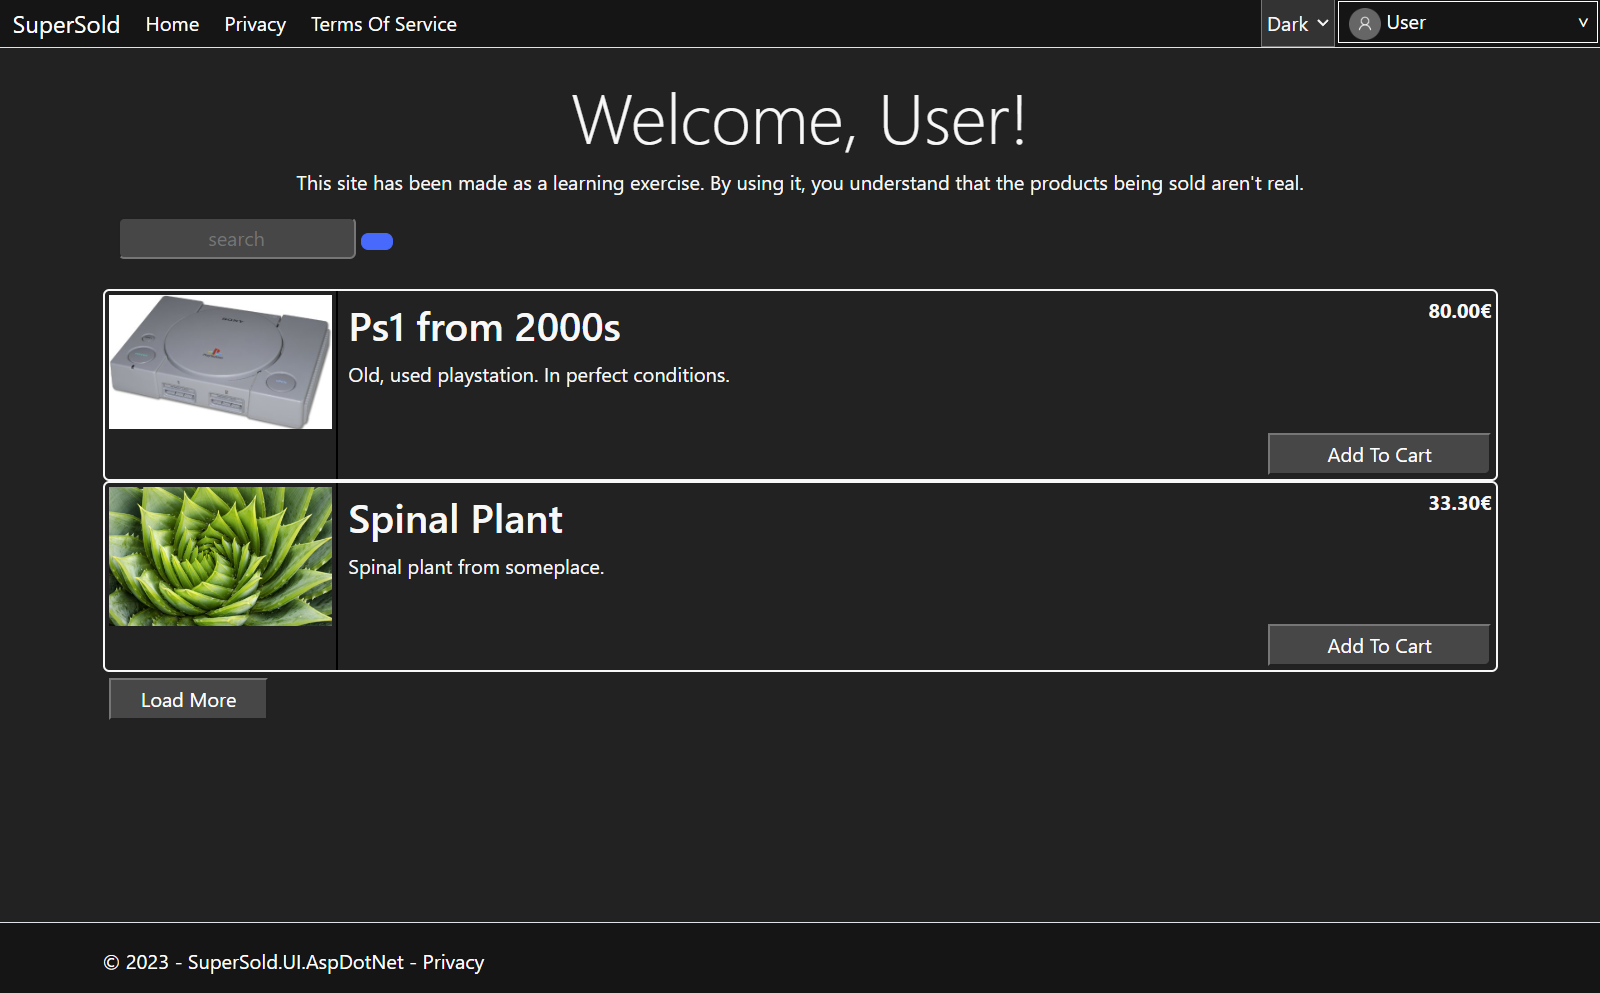 SuperSold Home Privacy Terms Of Service Dark User
Welcome, User!
This site has been made as a learning exercise. By using it, you understand that the products being sold aren't real.
search
Ps1 from 2000s
80.00€
Old, used playstation. In perfect conditions.
Add To Cart
Spinal Plant
33.30€
Spinal plant from someplace.
Add To Cart
Load More
© 2023 - SuperSold.UI.AspDotNet - Privacy